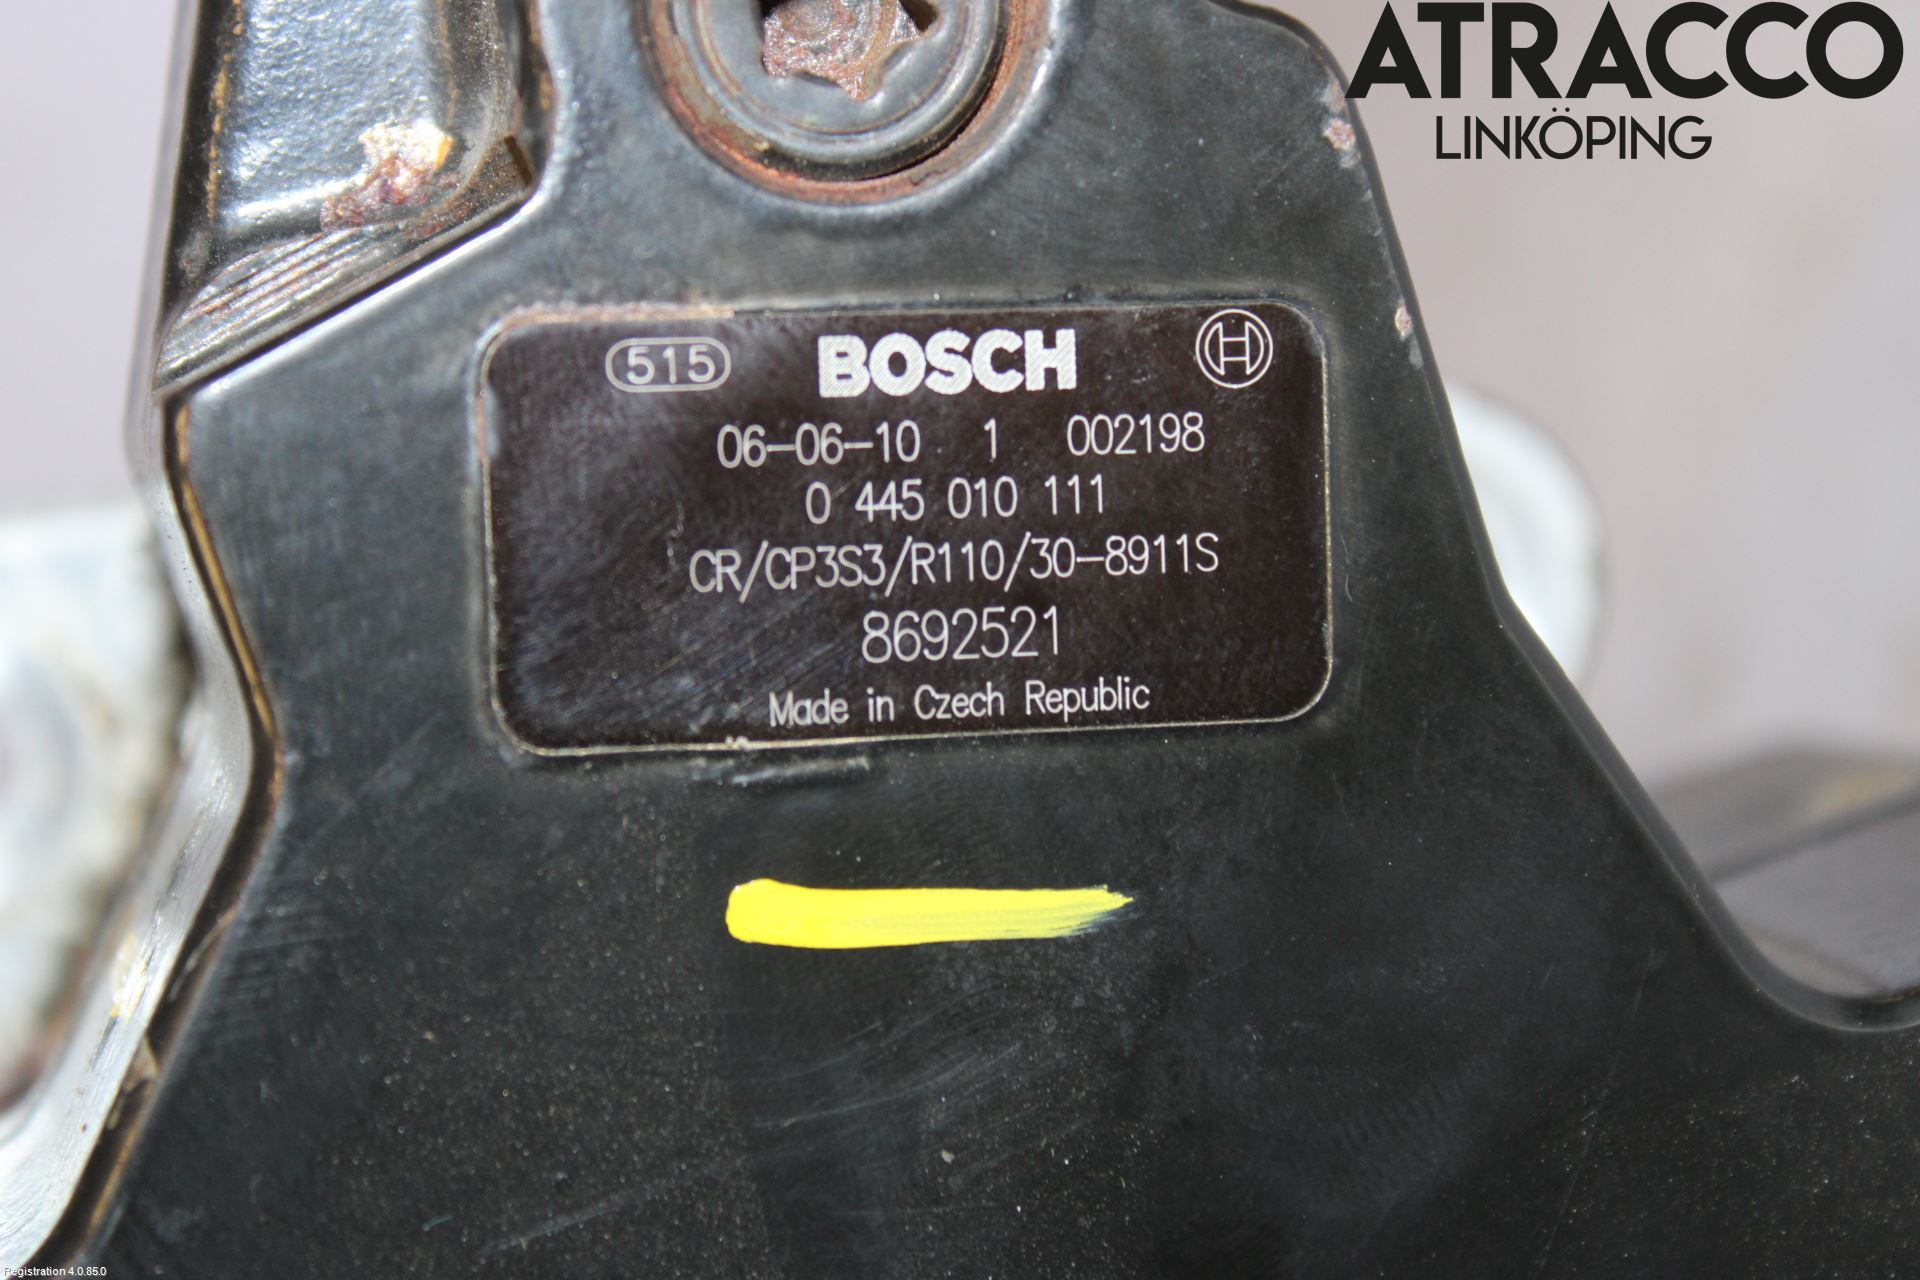 ATRACCO
LINKÖPING
515 BOSCH
06-06-10 1 002198
0 445 010 111
CR/CP3S3/R110/30-8911S
8692521
Made in Czech Republic
Registration 4.0.85.0